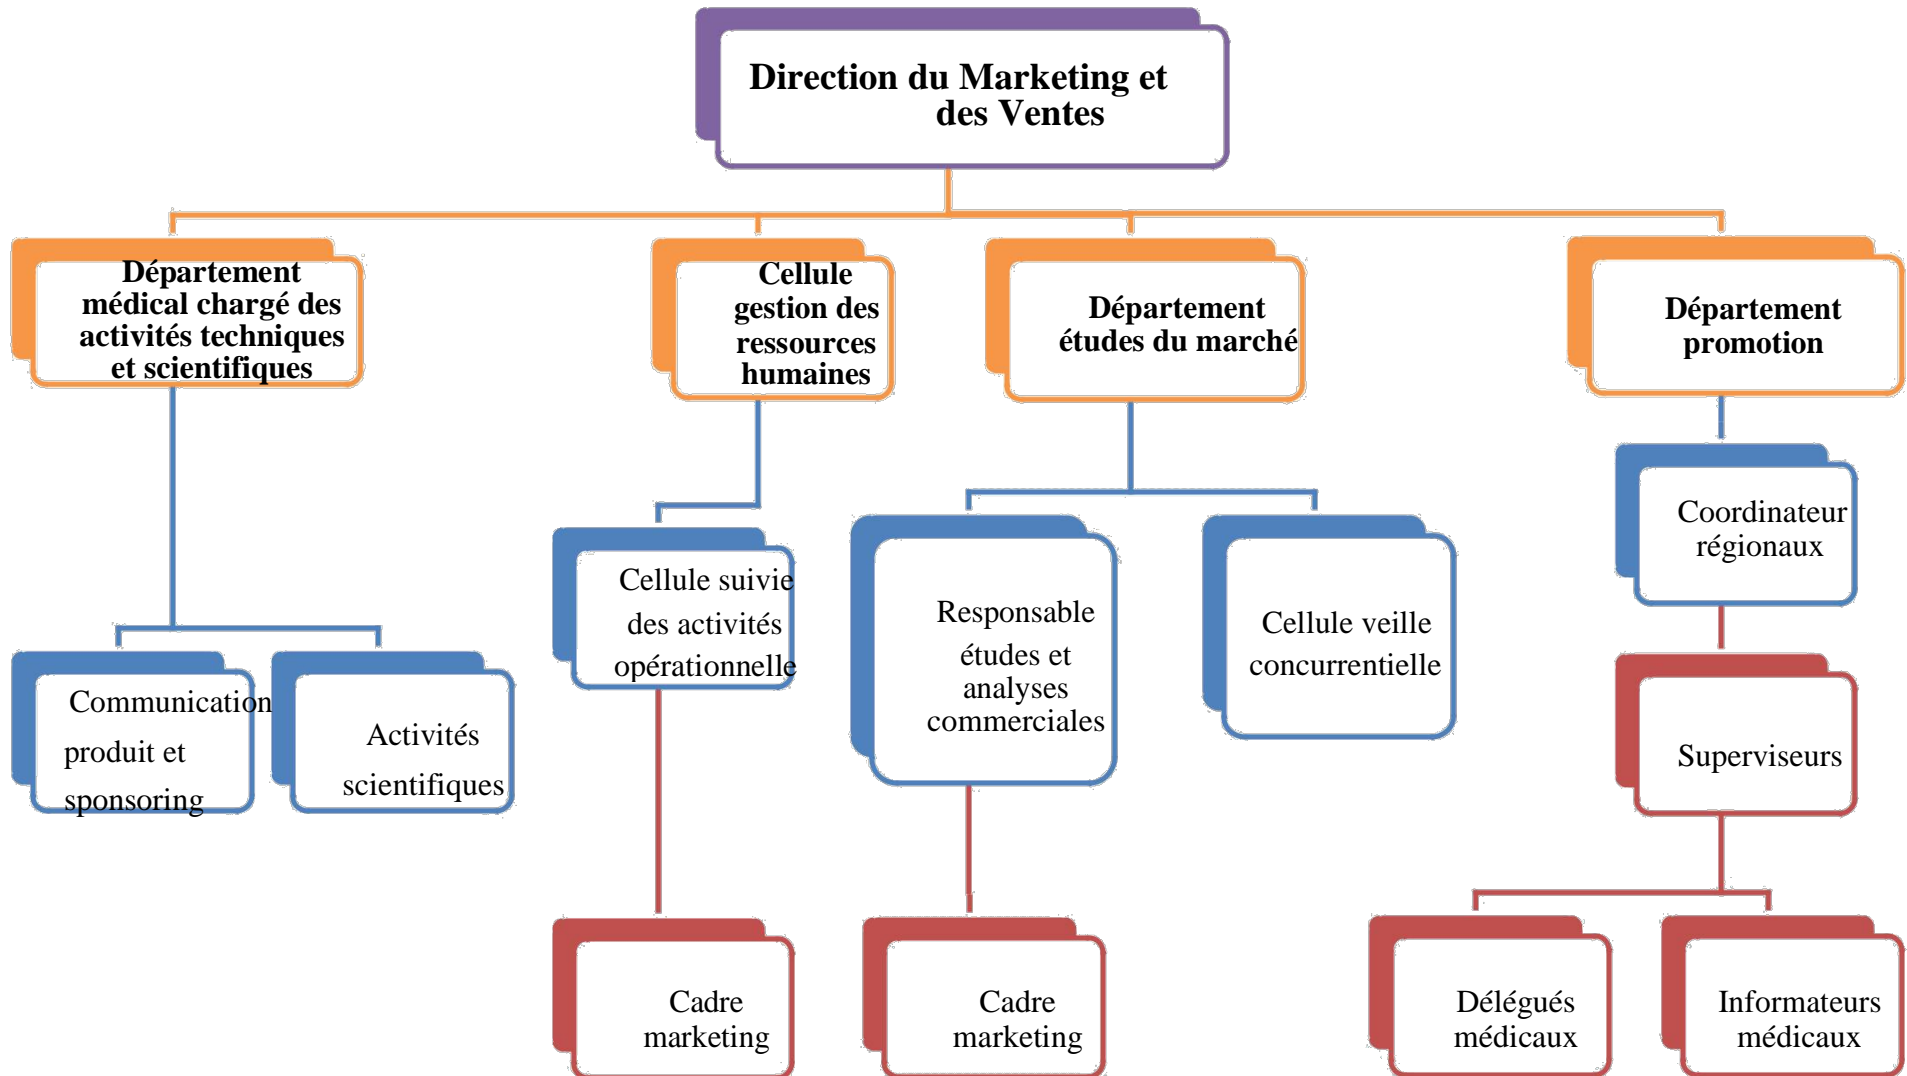 Direction du Marketing et
des Ventes
Département
médical chargé des
activités techniques
et scientifiques
Cellule
gestion des
ressources
humaines
Département
études du marché
Département
promotion
Coordinateur
régionaux
Cellule suivie
des activités
opérationnelle
Responsable
études et
analyses
commerciales
Cellule veille
concurrentielle
Communication
produit et
sponsoring
Activités
scientifiques
Superviseurs
Cadre
marketing
Cadre
marketing
Délégués
médicaux
Informateurs
médicaux